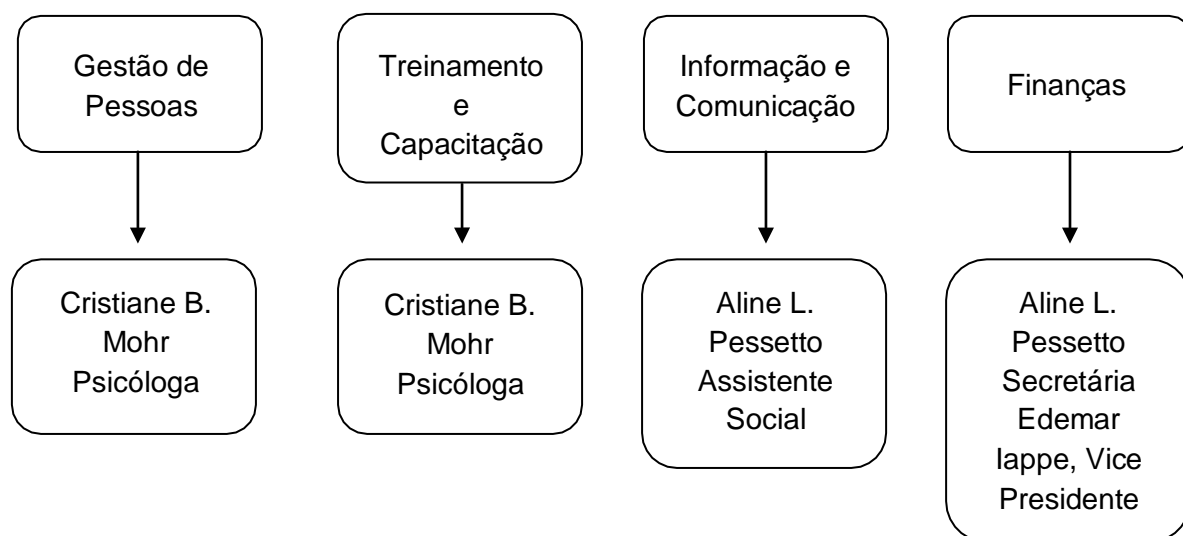 Gestão de
Pessoas
Treinamento
e
Capacitação
Informação e
Comunicação
Finanças
Cristiane B.
Mohr
Psicóloga
Cristiane B.
Mohr
Psicóloga
Aline L.
Pessetto
Assistente
Social
Aline L.
Pessetto
Secretária
Edemar
Iappe, Vice
Presidente